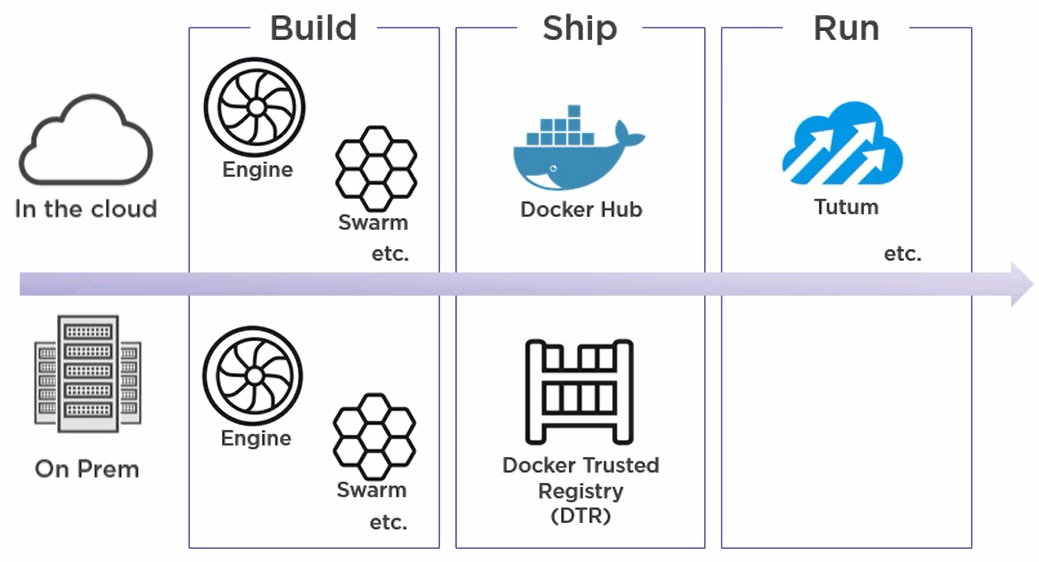 Build
Ship
Run
In the cloud
Engine
Swarm
etc.
Docker Hub
Tutum
etc.
On Prem
Engine
Swarm
etc.
Docker Trusted
Registry
(DTR)